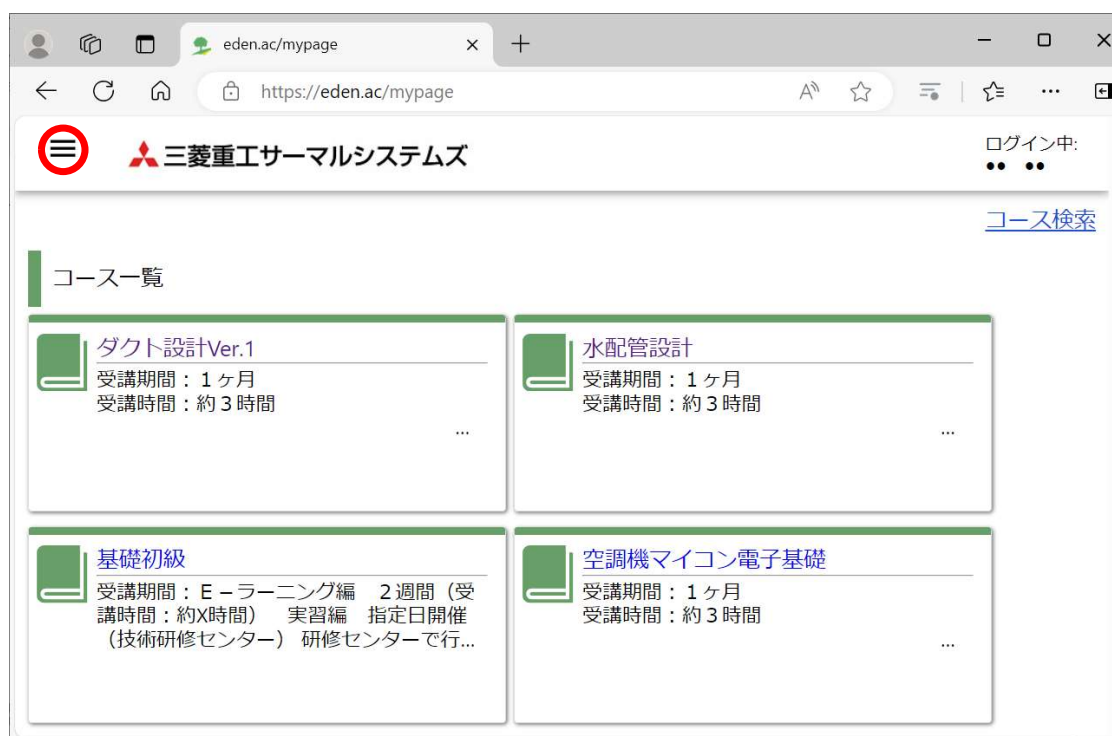 eden.ac/mypage
https://eden.ac/mypage
三菱重工サーマルシステムズ
ログイン中:
●● ●●
コース検索
コース一覧
ダクト設計Ver.1
受講期間：１ヶ月
受講時間：約３時間
...
水配管設計
受講期間：１ヶ月
受講時間：約３時間
...
基礎初級
受講期間：Ｅ－ラーニング編　２週間（受
講時間：約X時間）　実習編　指定日開催
（技術研修センター） 研修センターで行...
空調機マイコン電子基礎
受講期間：１ヶ月
受講時間：約３時間
...